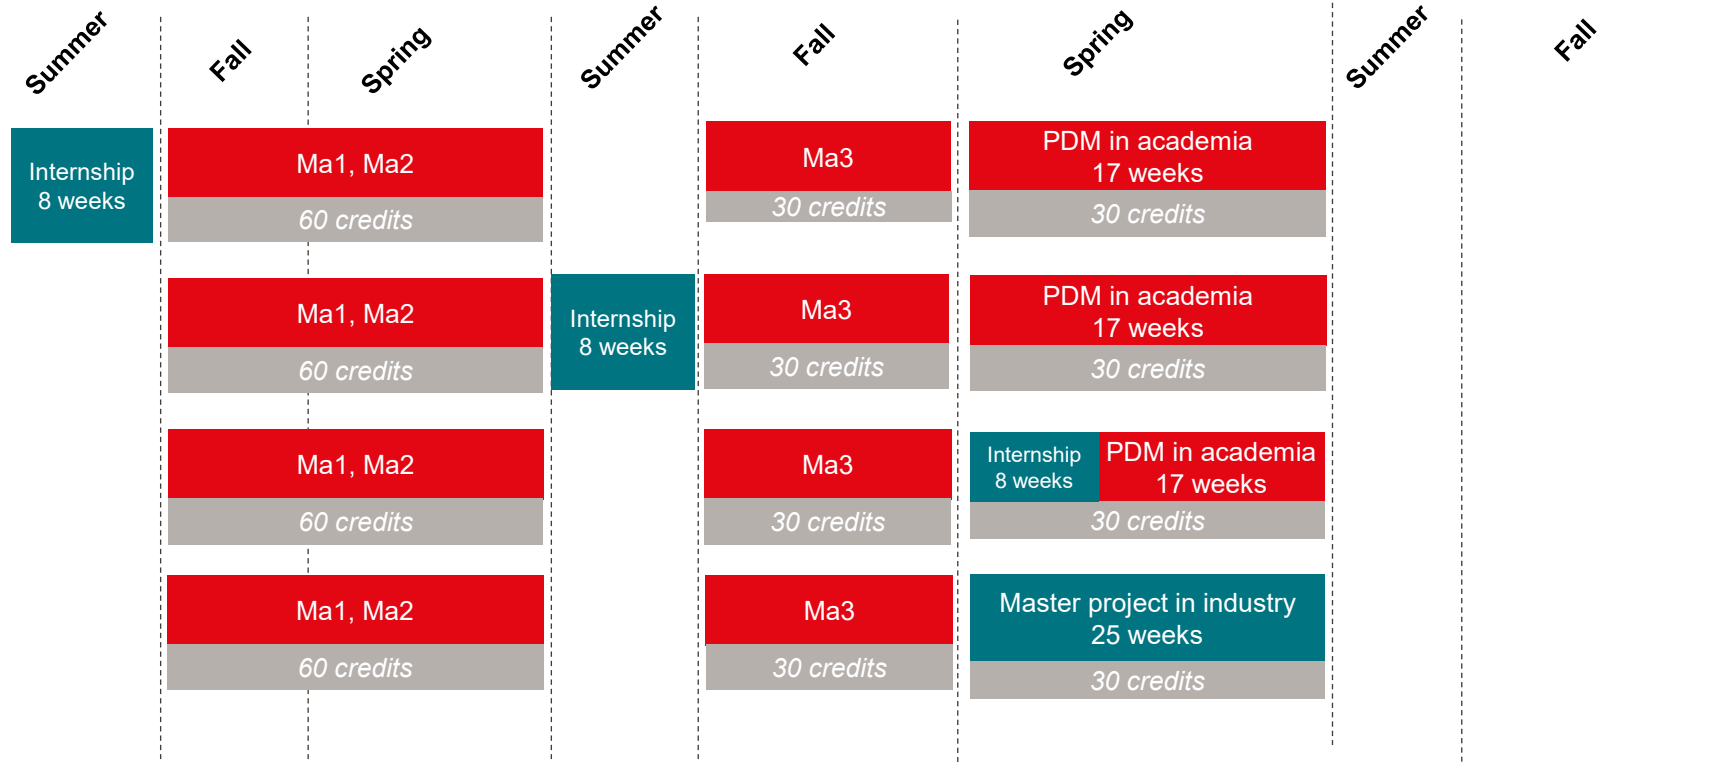 Summer
Fall
Spring
Summer
Fall
Spring
Summer
Fall
Internship
8 weeks
Ma1, Ma2
60 credits
Ma3
30 credits
PDM in academia
17 weeks
30 credits
Ma1, Ma2
60 credits
Internship
8 weeks
Ma3
30 credits
PDM in academia
17 weeks
30 credits
Ma1, Ma2
60 credits
Ma3
30 credits
Internship
8 weeks
PDM in academia
17 weeks
30 credits
Ma1, Ma2
60 credits
Ma3
30 credits
Master project in industry
25 weeks
30 credits